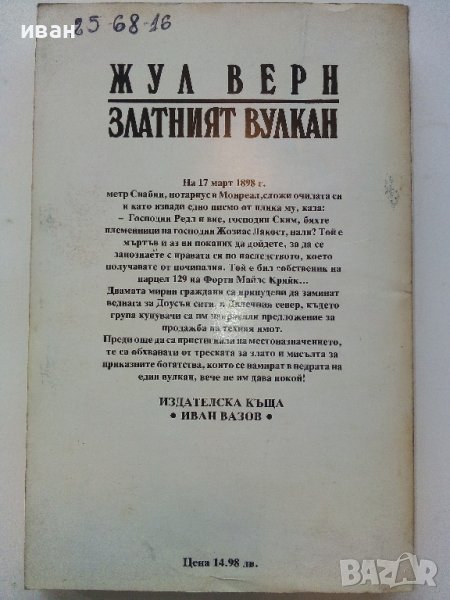 иван
25-68-16
ЖУЛ ВЕРН
ЗЛАТНИЯТ ВУЛКАН
На 17 март 1898 г.
метр Снабин, нотариус в Монреал, сложи очилата си
и като извади едно писмо от плика му, каза:
– Господин Редл и вие, господин Ским, бяхте
племенници на господин Жозиас Лакост, нали? Той е
мъртъв и аз ви поканих да дойдете, за да се
запознаете с правата си по наследството, което
получавате от починалия. Той е бил собственик на
парцел 129 на Форти Майлс Крийк...
Двамата мирни граждани са принудени да заминат
веднага за Доусън сити, в Далечния север, където
група купувачи са им направили предложение за
продажба на техния имот.
Преди още да са пристигнали на местоназначението,
те са обхванати от треската за злато и мисълта за
приказните богатства, които се намират в недрата на
един вулкан, вече не им дава покой!
ИЗДАТЕЛСКА КЪЩА
• ИВАН ВАЗОВ •
Цена 14.98 лв.
BAZAR